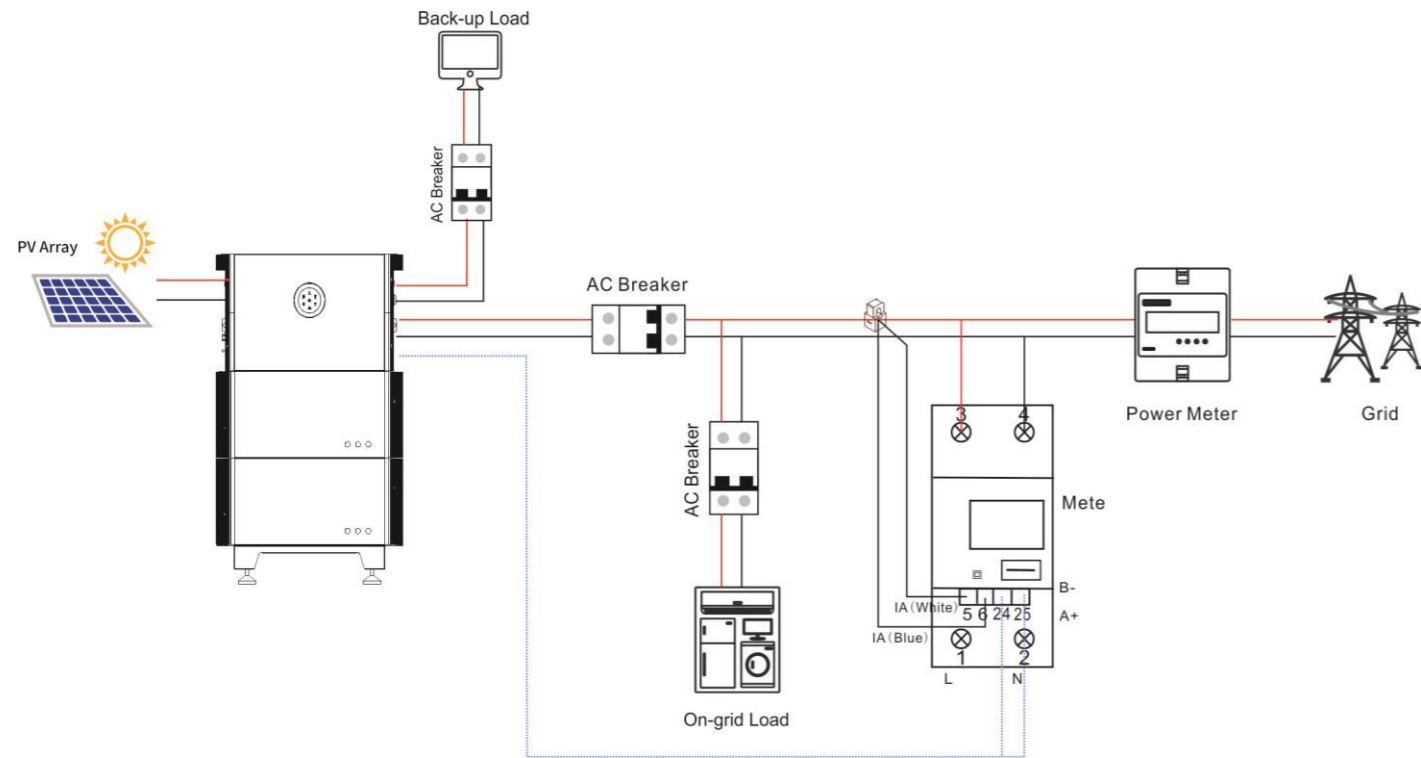 Back-up Load
AC Breaker
PV Array
AC Breaker
Power Meter
Grid
AC Breaker
3 4
Mete
B-
IA (White)
5 6 24 25
A+
IA (Blue)
1 2
L N
On-grid Load